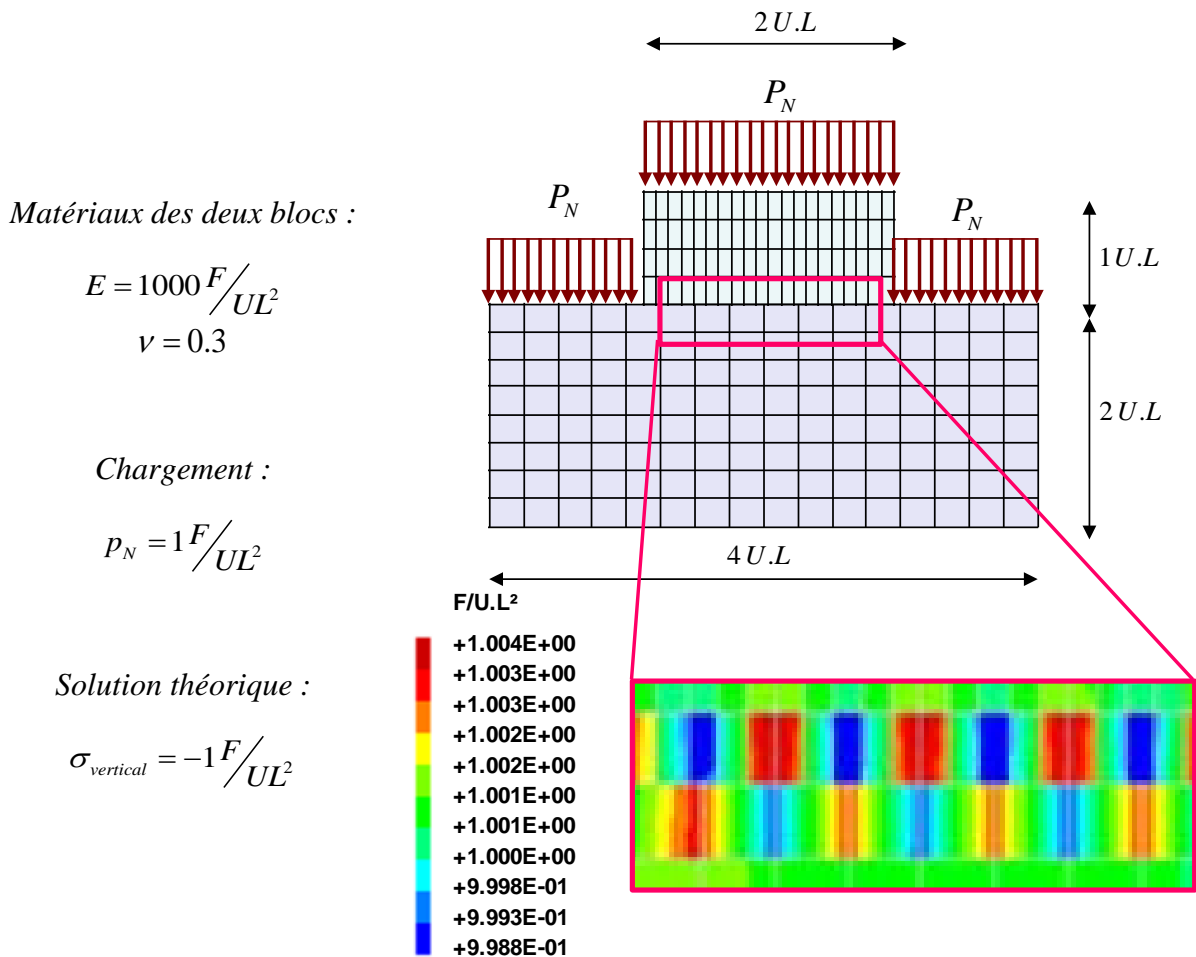 2 U.L
P_N
P_N
P_N
1 U.L
2 U.L
4 U.L
Matériaux des deux blocs :
E = 1000 F/UL²
ν = 0.3
Chargement :
p_N = 1 F/UL²
Solution théorique :
σ_vertical = -1 F/UL²
F/U.L²
+1.004E+00
+1.003E+00
+1.003E+00
+1.002E+00
+1.002E+00
+1.001E+00
+1.001E+00
+1.000E+00
+9.998E-01
+9.993E-01
+9.988E-01